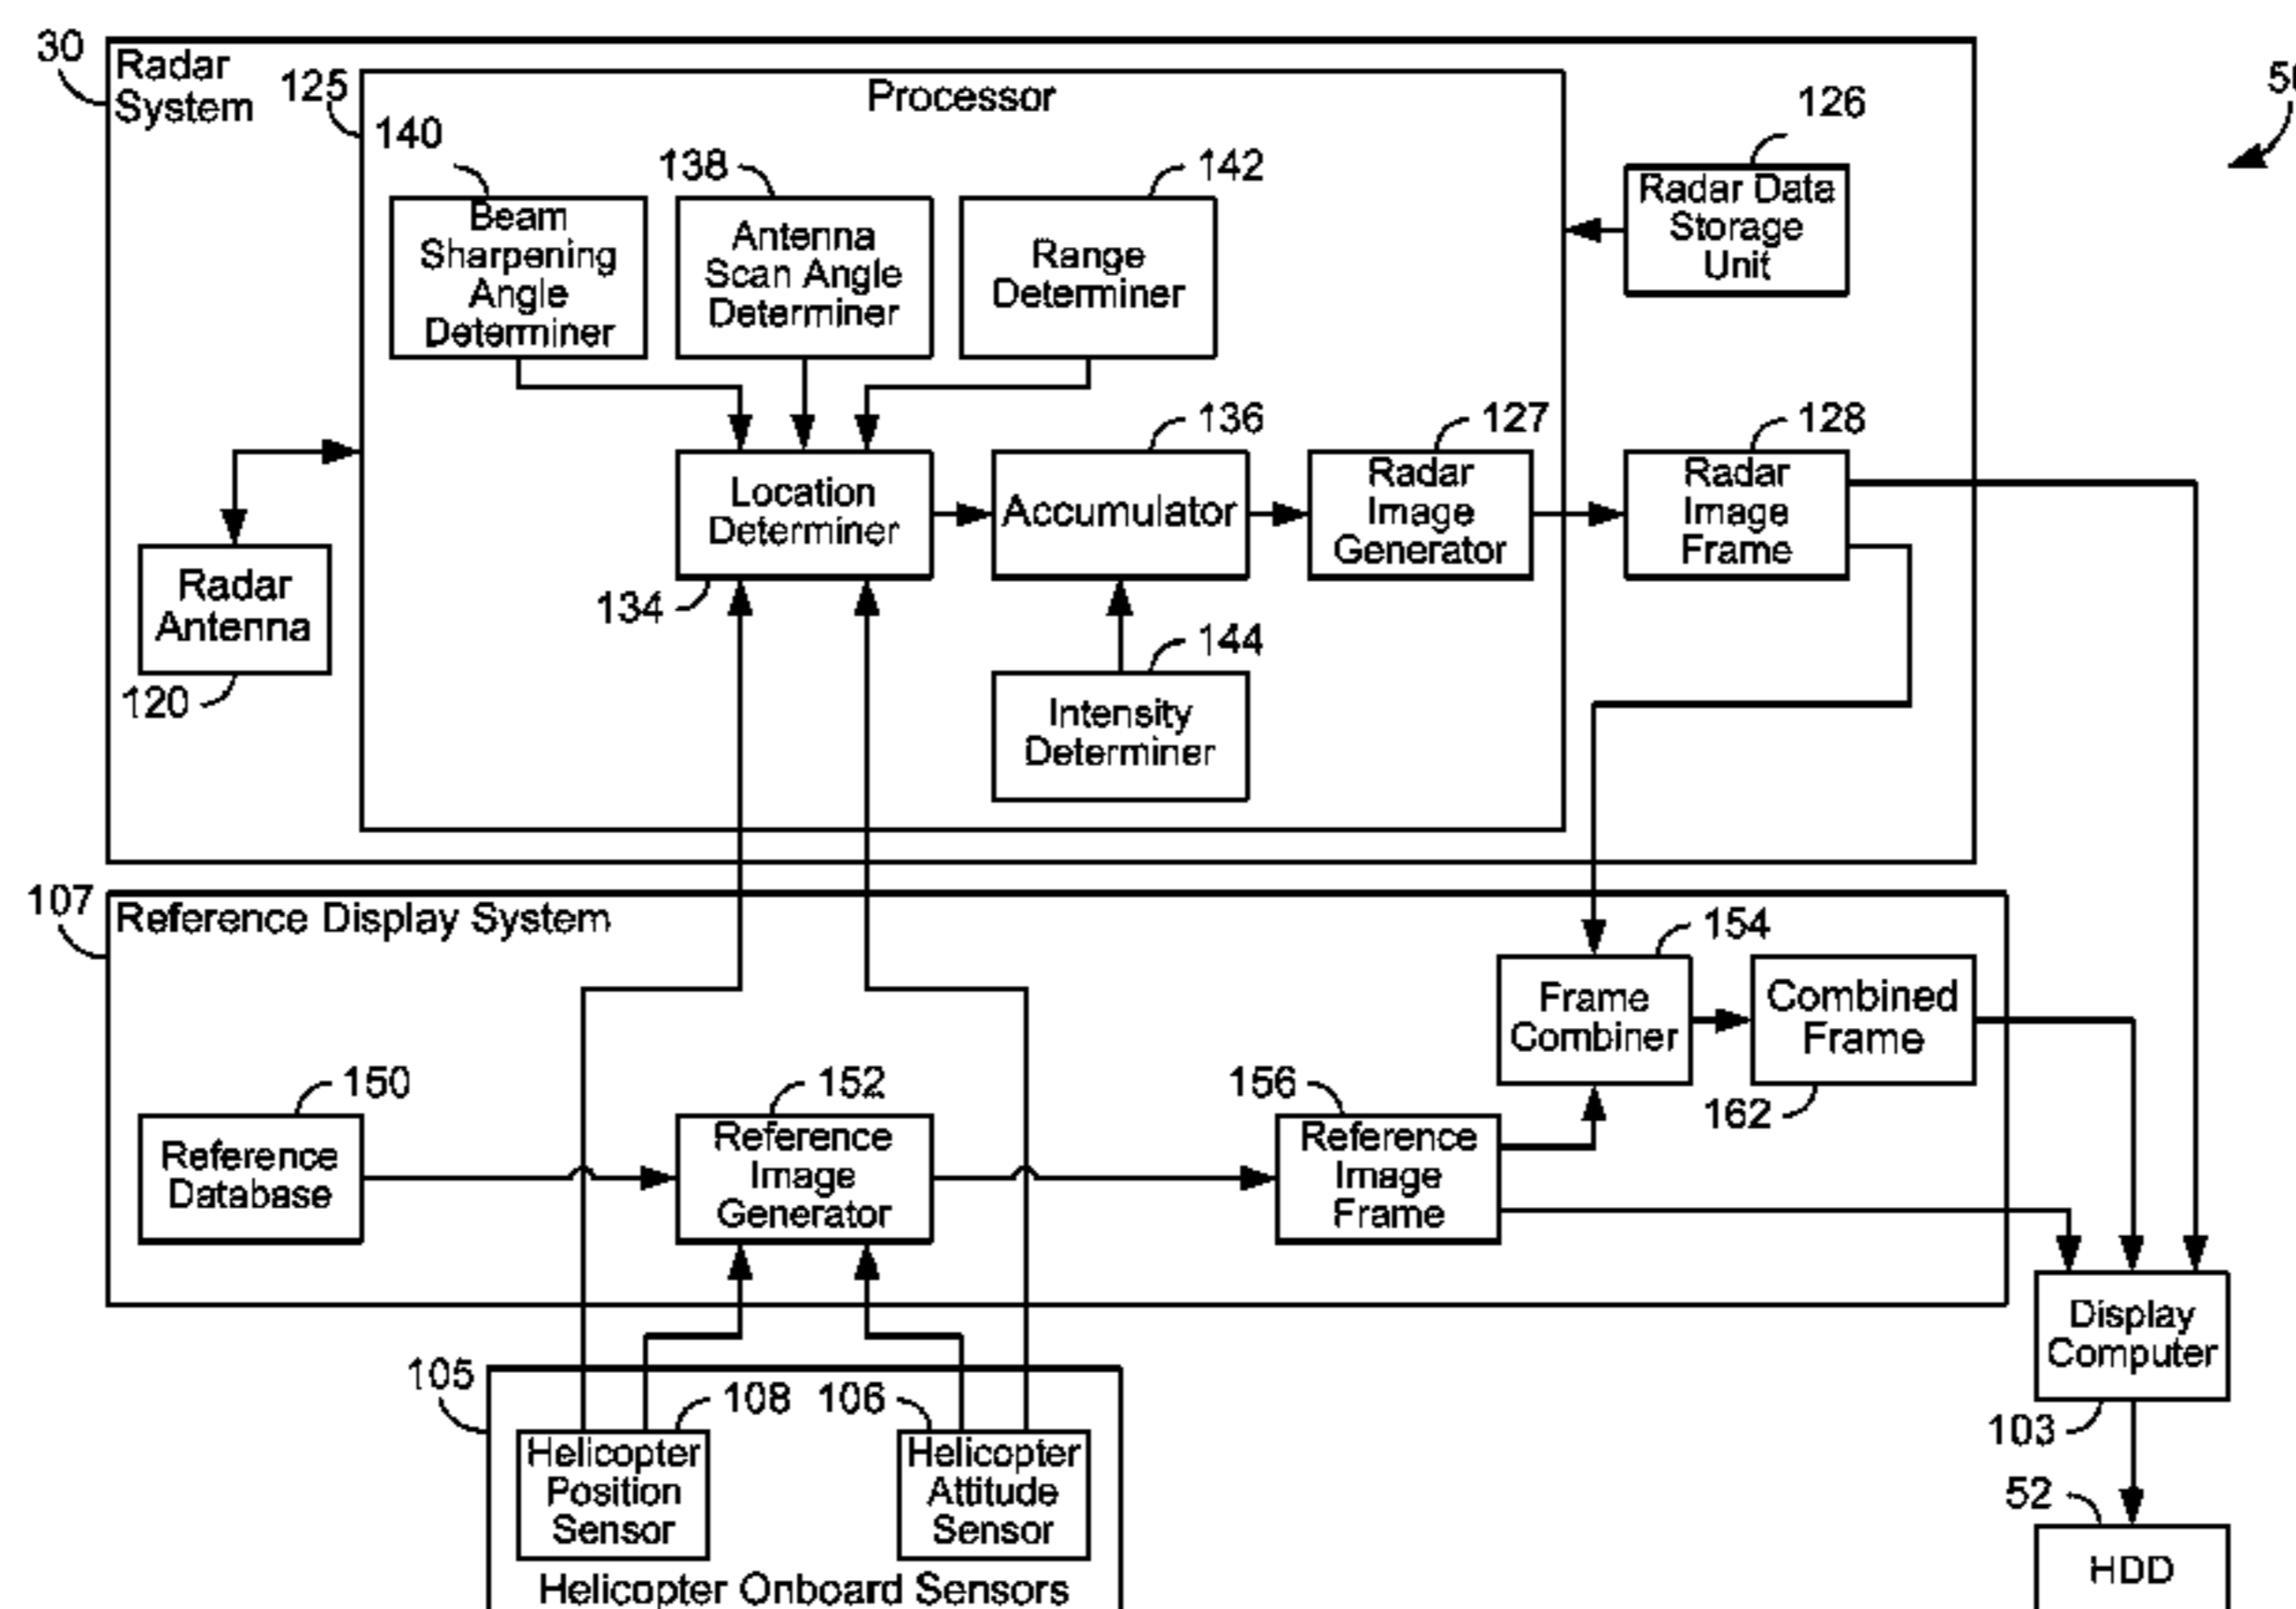 30
Radar
System
125
Processor
126
50
140
138
142
Beam
Sharpening
Angle
Determiner
Antenna
Scan Angle
Determiner
Range
Determiner
Radar Data
Storage
Unit
136
127
128
Location
Determiner
Accumulator
Radar
Image
Generator
Radar
Image
Frame
134
Radar
Antenna
120
144
Intensity
Determiner
107
Reference Display System
154
Frame
Combiner
Combined
Frame
162
150
152
156
Reference
Database
Reference
Image
Generator
Reference
Image
Frame
Display
Computer
103
105
108
106
Helicopter
Position
Sensor
Helicopter
Attitude
Sensor
Helicopter Onboard Sensors
52
HDD